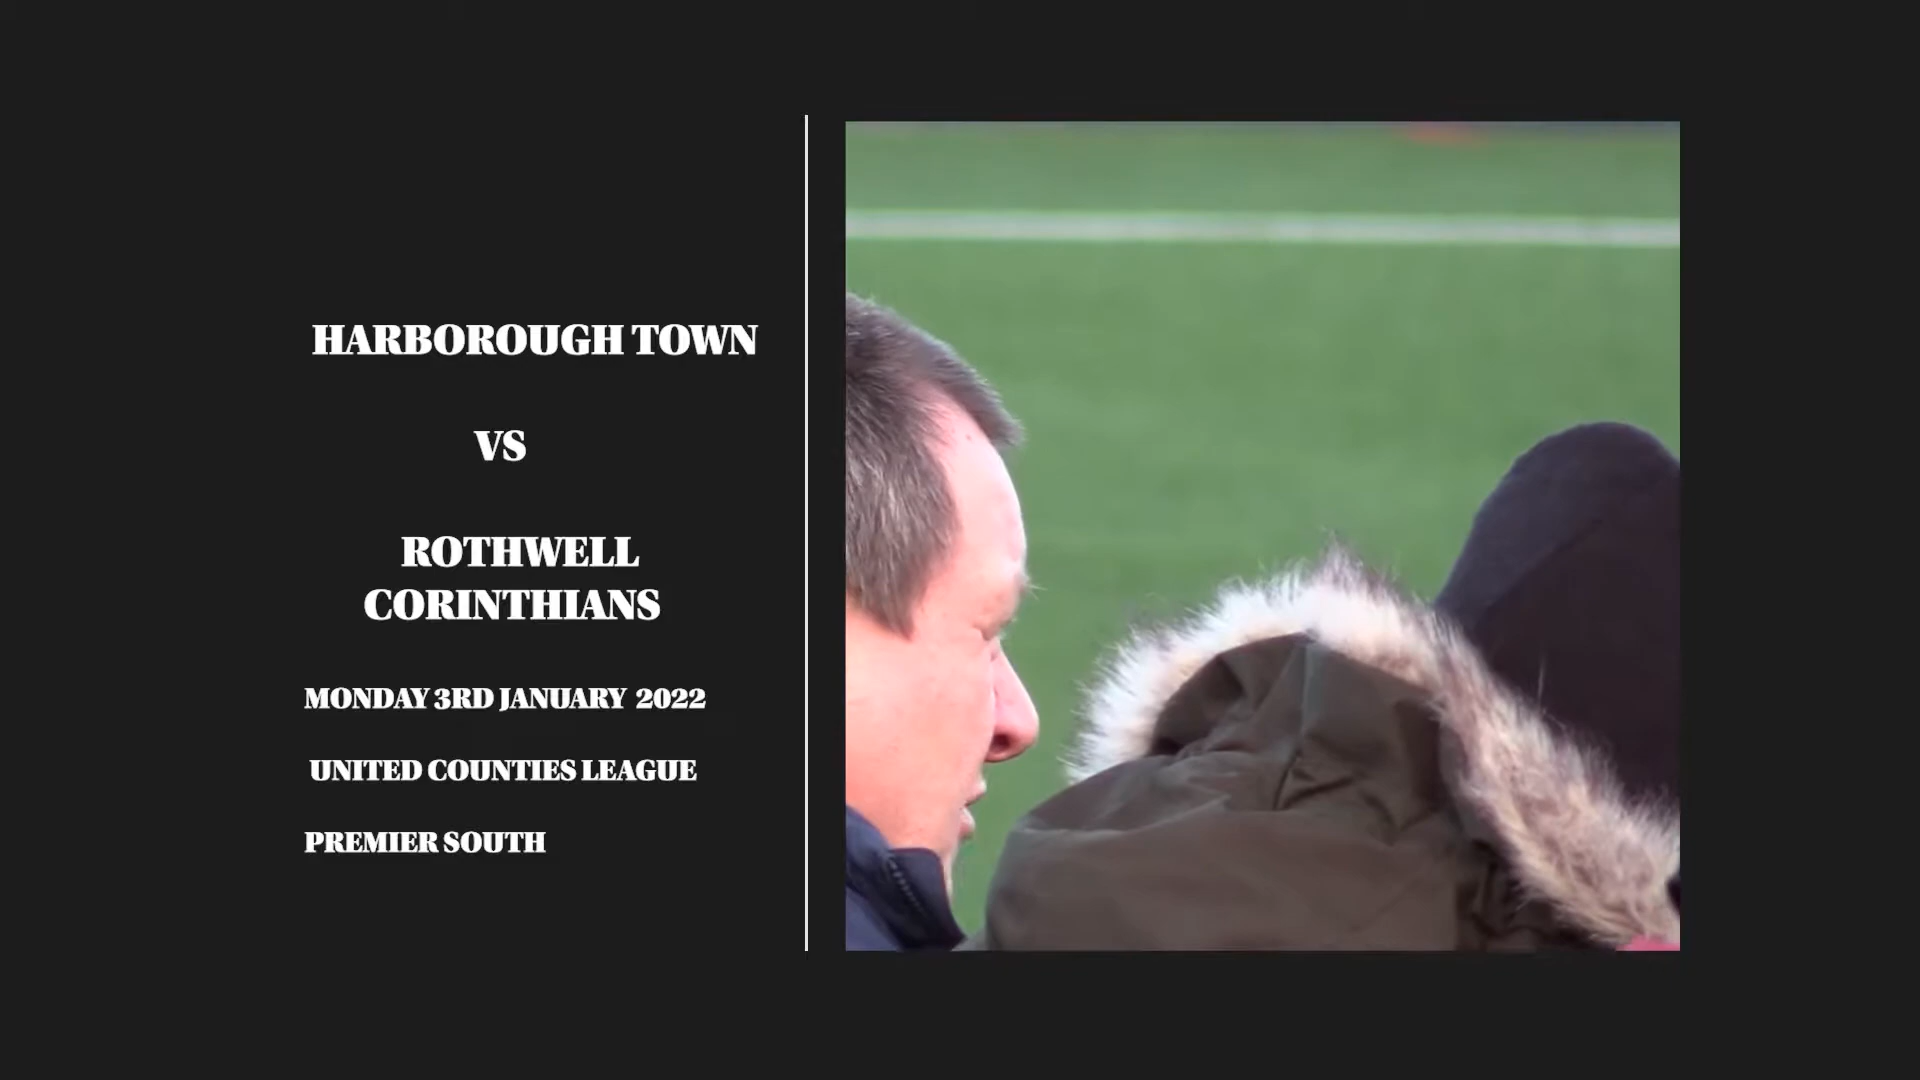 HARBOROUGH TOWN
VS
ROTHWELL
CORINTHIANS
MONDAY 3RD JANUARY 2022
UNITED COUNTIES LEAGUE
PREMIER SOUTH